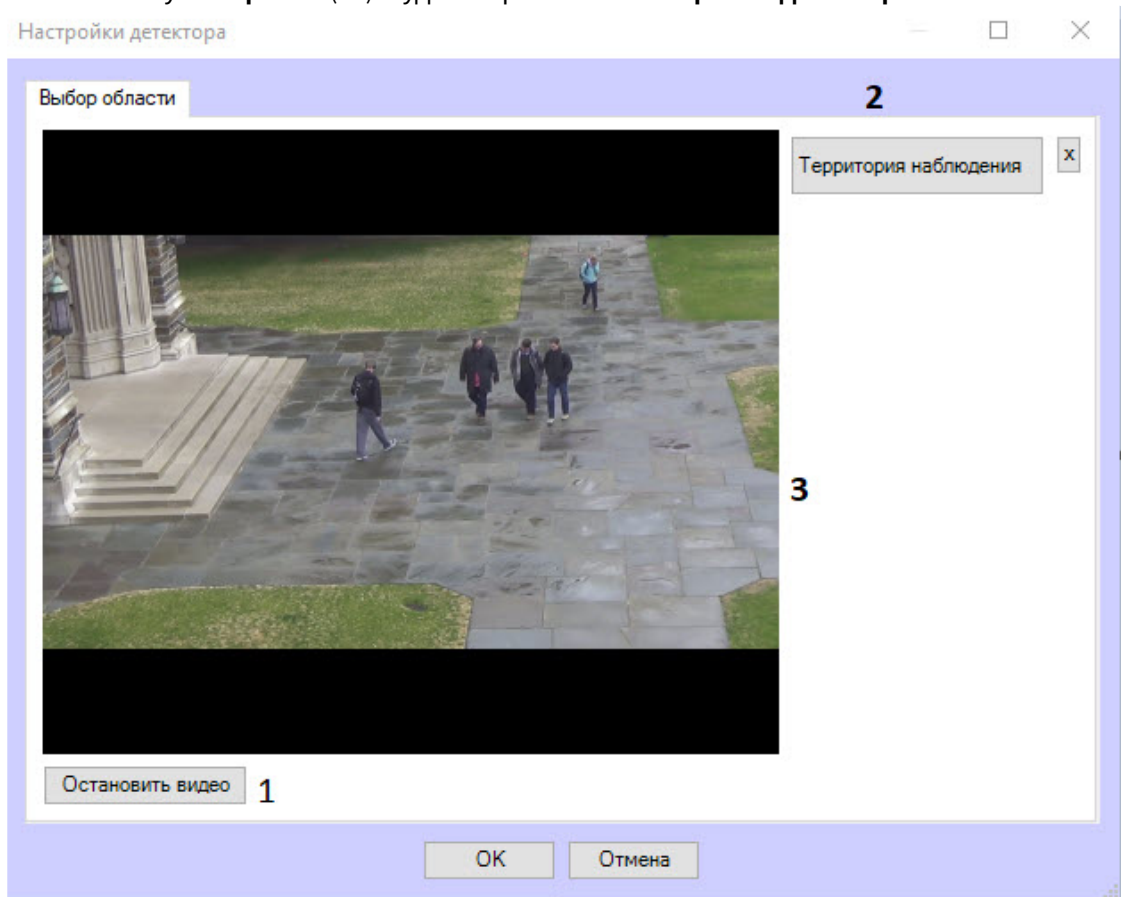 Настройки детектора
Выбор области
2
Территория наблюдения
x
3
Остановить видео
1
OK
Отмена